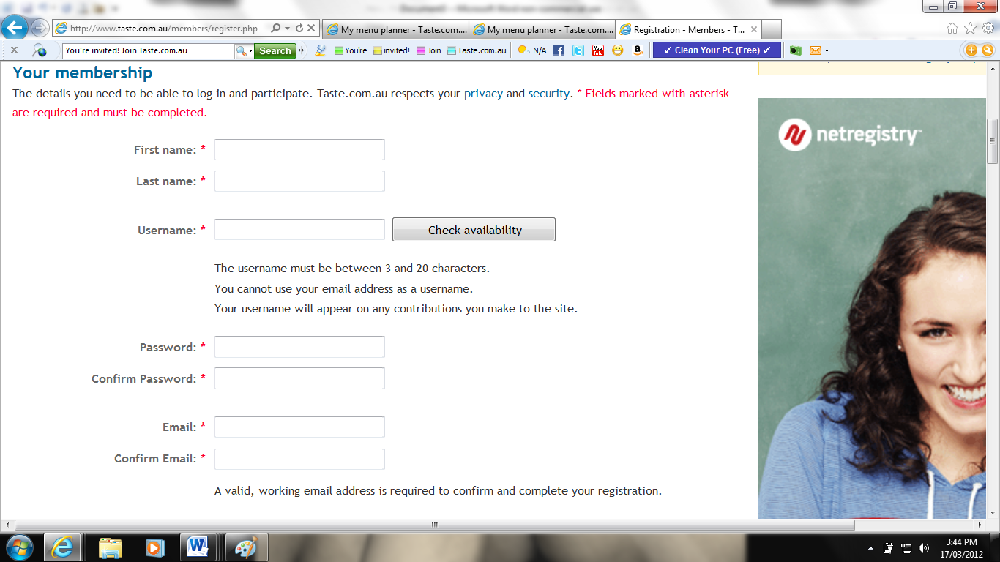 http://www.taste.com.au/members/register.php
My menu planner - Taste.com....
My menu planner - Taste.com....
Registration - Members - T...
You're invited! Join Taste.com.au
Search
You're
invited!
Join
Taste.com.au
N/A
✓ Clean Your PC (Free) ✓
Your membership
The details you need to be able to log in and participate. Taste.com.au respects your privacy and security. * Fields marked with asterisk
are required and must be completed.
netregistry™
First name: *
Last name: *
Username: *
Check availability
The username must be between 3 and 20 characters.
You cannot use your email address as a username.
Your username will appear on any contributions you make to the site.
Password: *
Confirm Password: *
Email: *
Confirm Email: *
A valid, working email address is required to confirm and complete your registration.
3:44 PM
17/03/2012